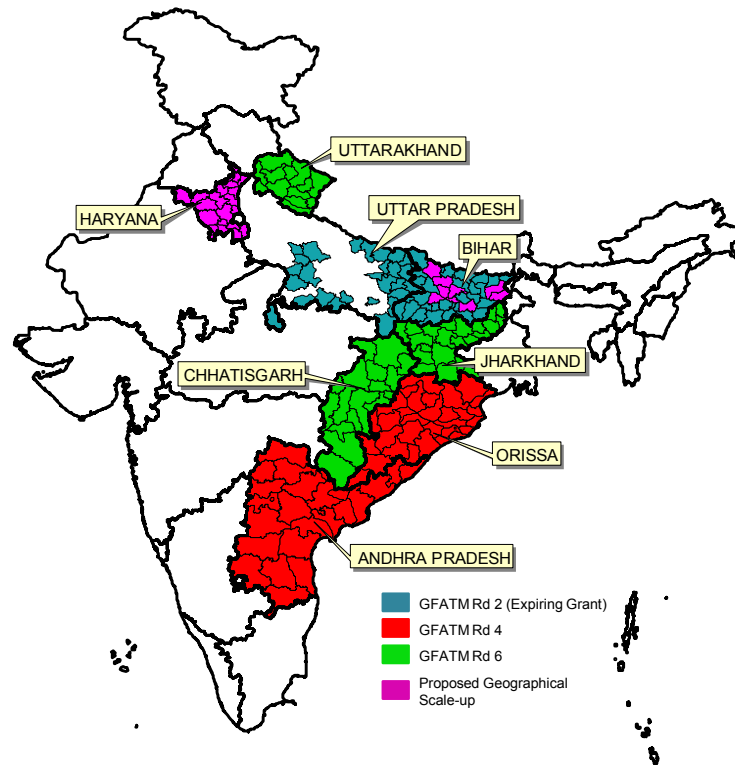 UTTARAKHAND
HARYANA
UTTAR PRADESH
BIHAR
CHHATISGARH
JHARKHAND
ORISSA
ANDHRA PRADESH
GFATM Rd 2 (Expiring Grant)
GFATM Rd 4
GFATM Rd 6
Proposed Geographical
Scale-up